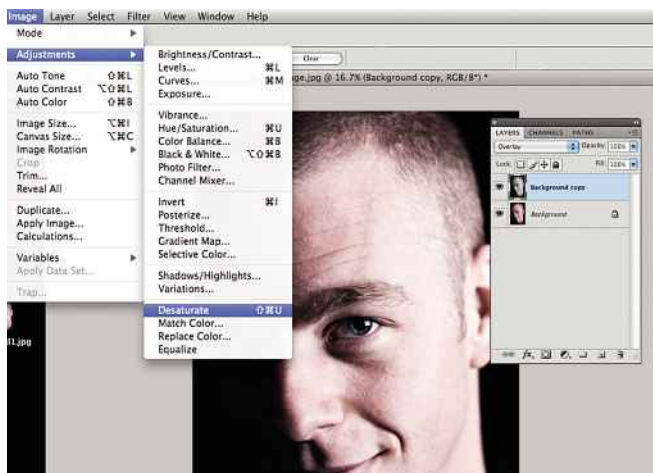 Image Layer Select Filter View Window Help
Mode
Adjustments
Auto Tone ⇧⌘L
Auto Contrast ⌥⇧⌘L
Auto Color ⇧⌘B
Image Size... ⌥⌘I
Canvas Size... ⌥⌘C
Image Rotation
Crop
Trim...
Reveal All
Duplicate...
Apply Image...
Calculations...
Variables
Apply Data Set...
Trap...
Brightness/Contrast...
Levels... ⌘L
Curves... ⌘M
Exposure...
Vibrance...
Hue/Saturation... ⌘U
Color Balance... ⌘B
Black & White... ⌥⇧⌘B
Photo Filter...
Channel Mixer...
Invert ⌘I
Posterize...
Threshold...
Gradient Map...
Selective Color...
Shadows/Highlights...
Variations...
Desaturate ⇧⌘U
Match Color...
Replace Color...
Equalize
Clear
ge.jpg @ 16.7% (Background copy, RGB/8*) *
LAYERS CHANNELS PATHS
Overlay Opacity: 100%
Lock: Fill: 100%
Background copy
Background
fx.
01.jpg